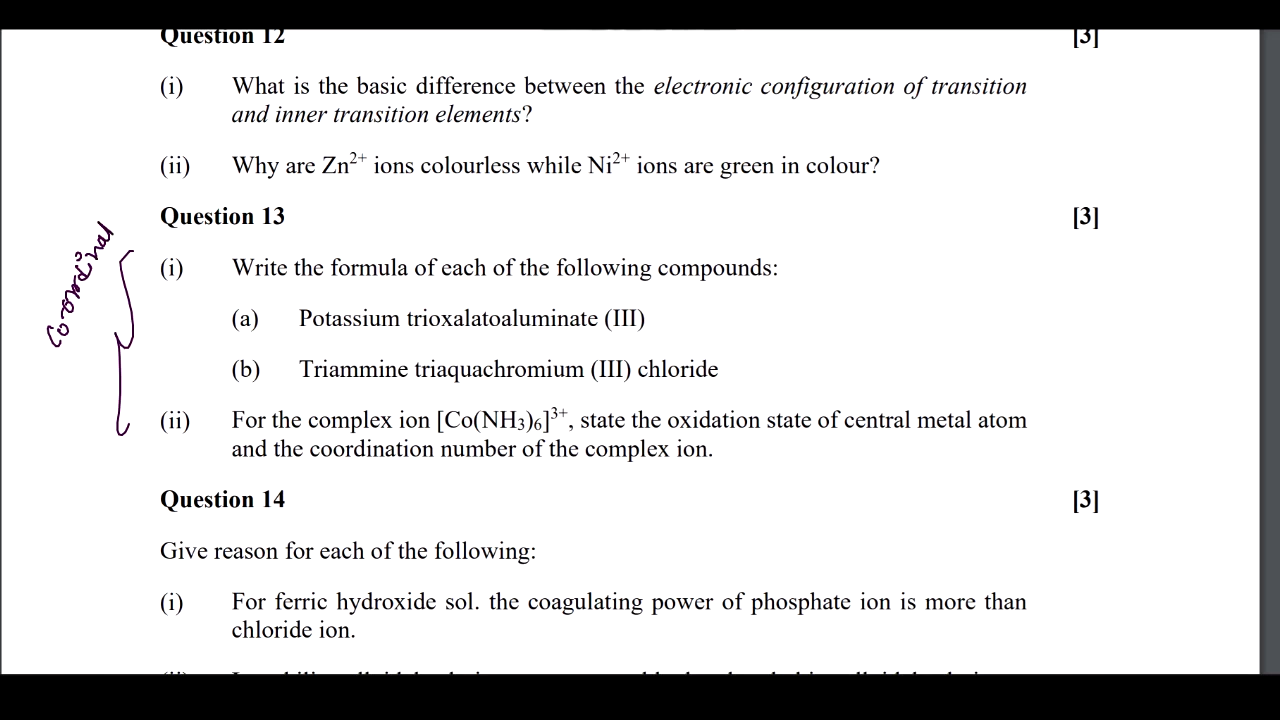 Question 12 [3]
(i) What is the basic difference between the electronic configuration of transition
and inner transition elements?
(ii) Why are Zn²⁺ ions colourless while Ni²⁺ ions are green in colour?
Question 13 [3]
(i) Write the formula of each of the following compounds:
(a) Potassium trioxalatoaluminate (III)
(b) Triammine triaquachromium (III) chloride
(ii) For the complex ion [Co(NH₃)₆]³⁺, state the oxidation state of central metal atom
and the coordination number of the complex ion.
Question 14 [3]
Give reason for each of the following:
(i) For ferric hydroxide sol. the coagulating power of phosphate ion is more than
chloride ion.